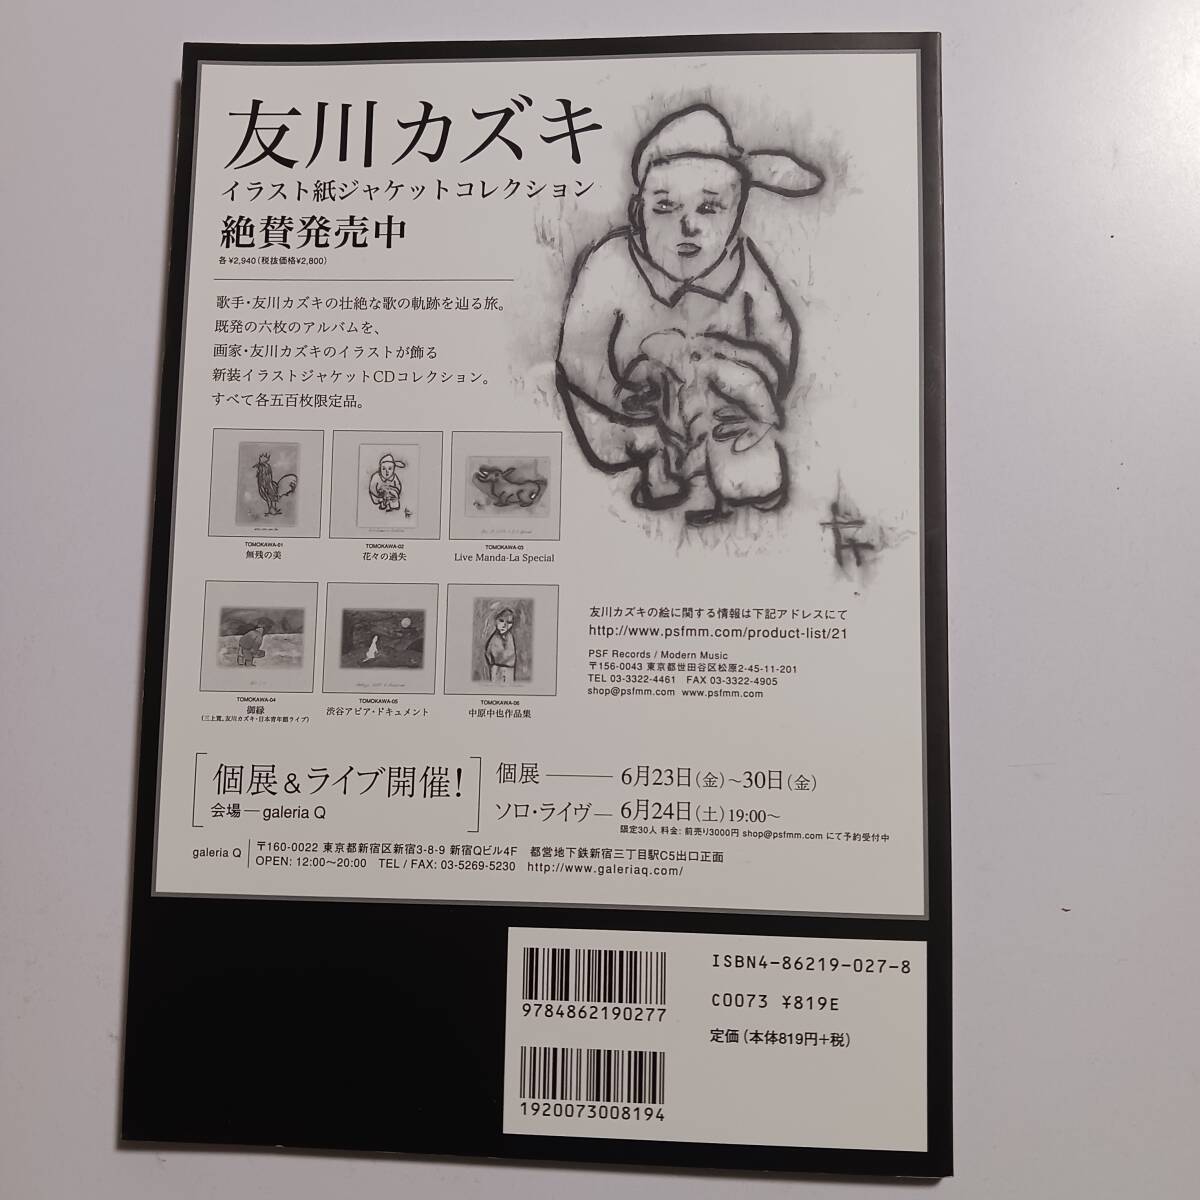 友川カズキ
イラスト紙ジャケットコレクション
絶賛発売中
各¥2,940(税抜価格¥2,800)
歌手・友川カズキの壮絶な歌の軌跡を辿る旅。
既発の六枚のアルバムを、
画家・友川カズキのイラストが飾る
新装イラストジャケットCDコレクション。
すべて各五百枚限定品。
TOMOKAWA-01
無残の美
TOMOKAWA-02
花々の過失
TOMOKAWA-03
Live Manda-La Special
TOMOKAWA-04
御縁
(三上寛、友川カズキ・日本青年館ライブ)
TOMOKAWA-05
渋谷アピア・ドキュメント
TOMOKAWA-06
中原中也作品集
友川カズキの絵に関する情報は下記アドレスにて
http://www.psfmm.com/product-list/21
PSF Records / Modern Music
〒156-0043 東京都世田谷区松原2-45-11-201
TEL 03-3322-4461 FAX 03-3322-4905
shop@psfmm.com www.psfmm.com
個展&ライブ開催!
会場—galeria Q
個展——6月23日(金)~30日(金)
ソロ・ライヴ—6月24日(土)19:00~
限定30人 料金: 前売り3000円 shop@psfmm.com にて予約受付中
galeria Q
〒160-0022 東京都新宿区新宿3-8-9 新宿Qビル4F 都営地下鉄新宿三丁目駅C5出口正面
OPEN: 12:00~20:00 TEL / FAX: 03-5269-5230 http://www.galeriaq.com/
9784862190277
1920073008194
ISBN4-86219-027-8
C0073 ¥819E
定価(本体819円+税)